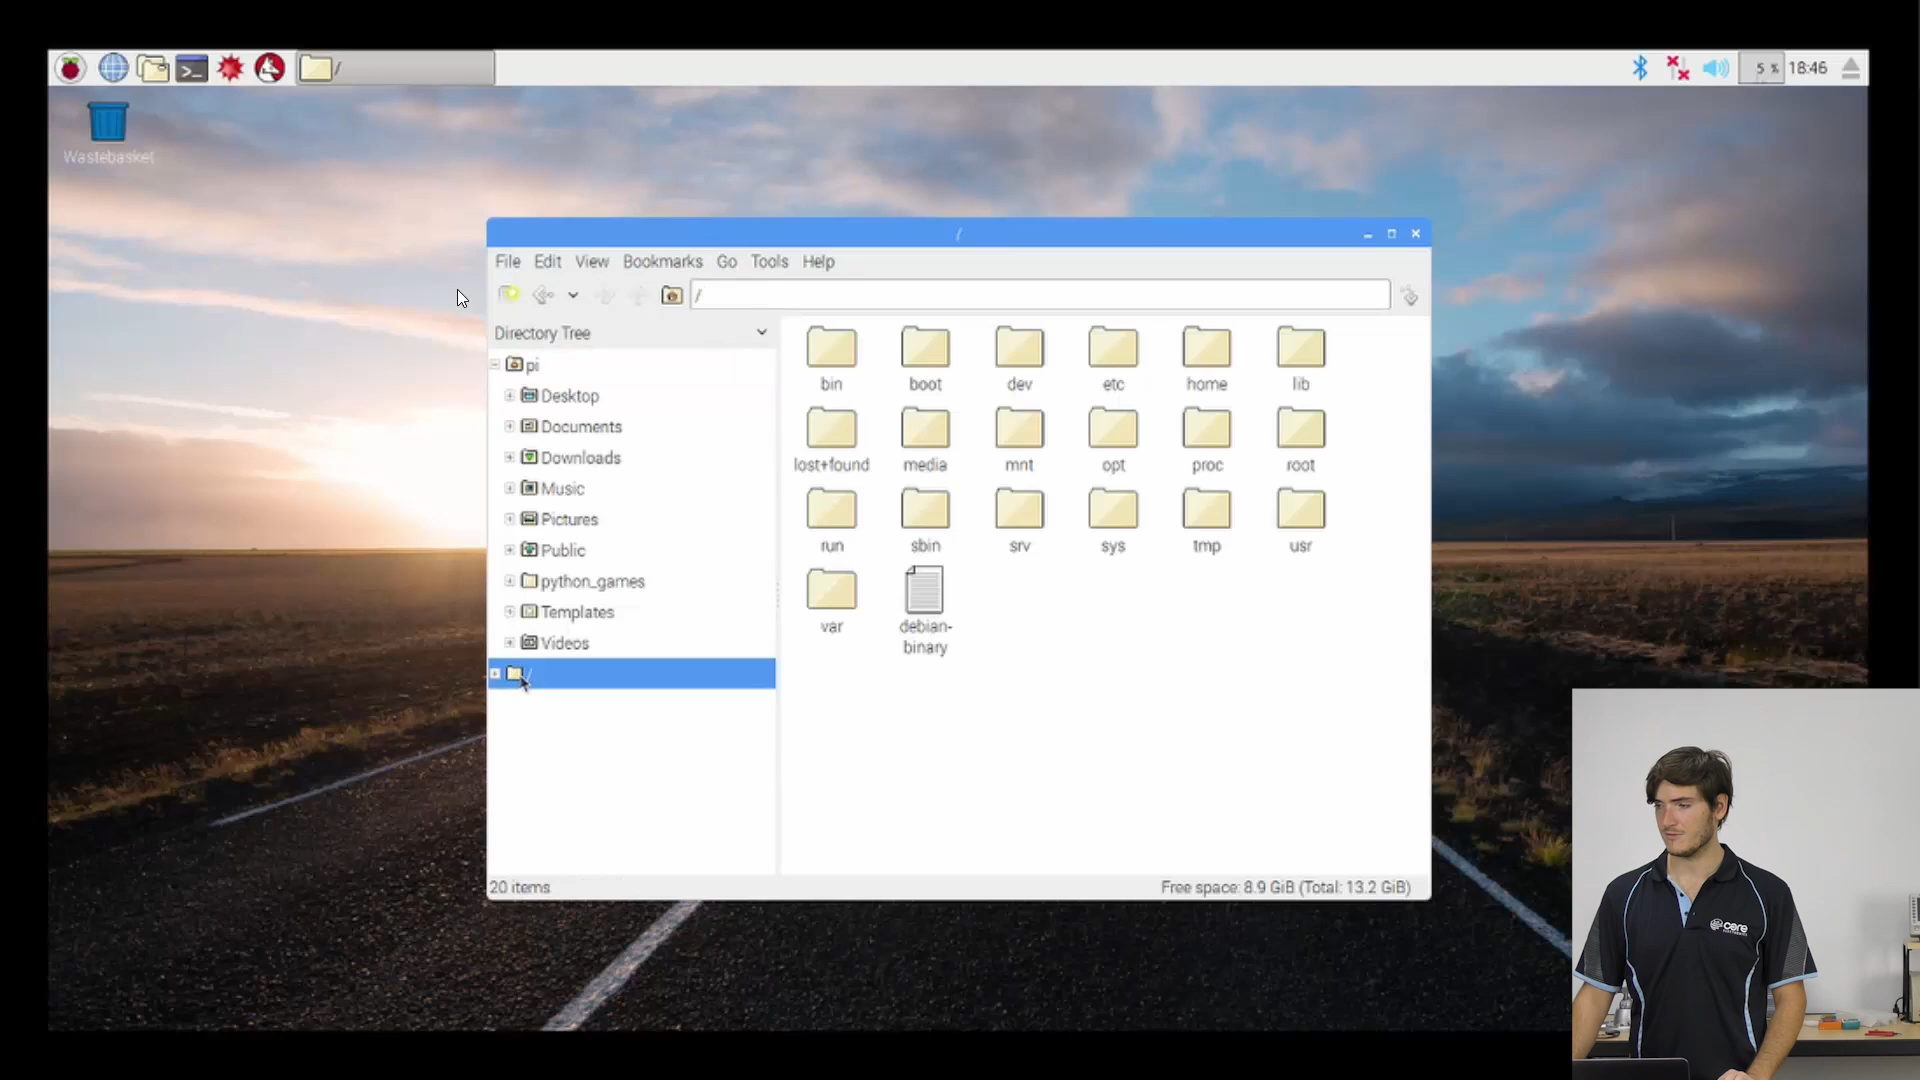 /
5 %
18:46
Wastebasket
/
File Edit View Bookmarks Go Tools Help
/
Directory Tree
pi
Desktop
Documents
Downloads
Music
Pictures
Public
python_games
Templates
Videos
/
bin boot dev etc home lib
lost+found media mnt opt proc root
run sbin srv sys tmp usr
var debian-
binary
20 items
Free space: 8.9 GiB (Total: 13.2 GiB)
core